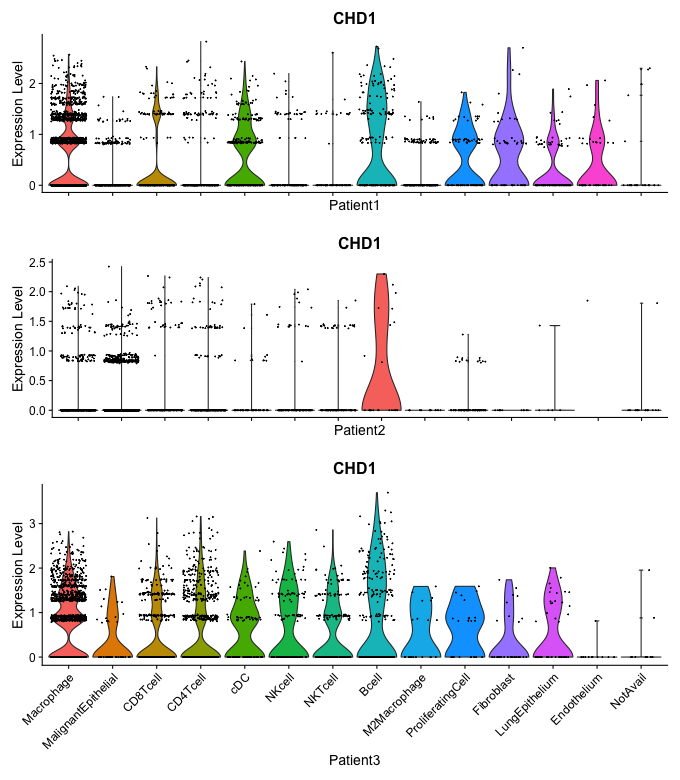 CHD1
Expression Level
2
1
0
Patient1
CHD1
Expression Level
2.5
2.0
1.5
1.0
0.5
0.0
Patient2
CHD1
Expression Level
3
2
1
0
Macrophage
MalignantEpithelial
CD8Tcell
CD4Tcell
cDC
NKcell
NKTcell
Bcell
M2Macrophage
ProliferatingCell
Fibroblast
LungEpithelium
Endothelium
NotAvail
Patient3